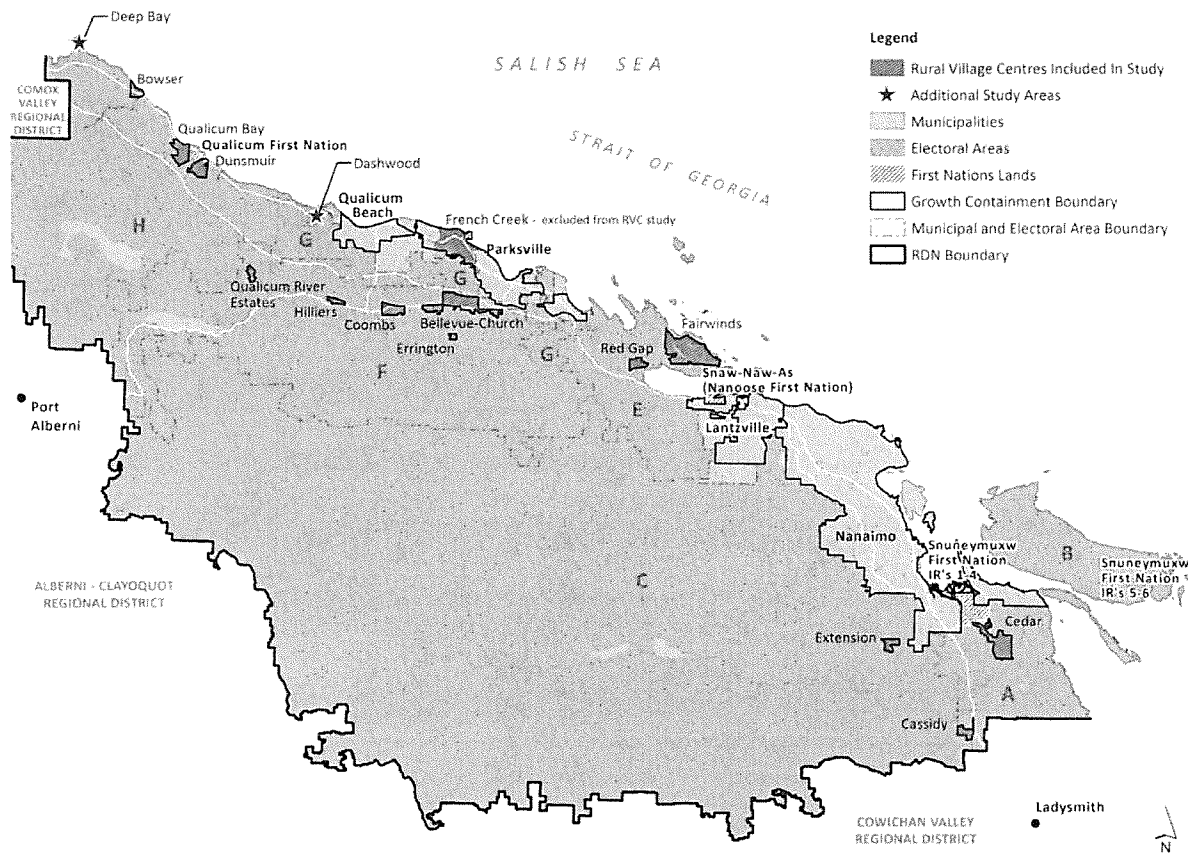 Deep Bay
Bowser
COMOX
VALLEY
REGIONAL
DISTRICT
Qualicum Bay
Qualicum First Nation
Dunsmuir
Dashwood
Qualicum
Beach
French Creek - excluded from RVC study
Parksville
SALISH SEA
STRAIT OF GEORGIA
Legend
Rural Village Centres Included In Study
Additional Study Areas
Municipalities
Electoral Areas
First Nations Lands
Growth Containment Boundary
Municipal and Electoral Area Boundary
RDN Boundary
H
G
G
G
Qualicum River
Estates
Hilliers
Coombs
Bellevue-Church
Errington
F
Red Gap
Fairwinds
Snaw-Naw-As
(Nanoose First Nation)
E
Lantzville
Port
Alberni
Nanaimo
Snuneymuxw
First Nation
IR's 1-4
B
Snuneymuxw
First Nation
IR's 5-6
ALBERNI - CLAYOQUOT
REGIONAL DISTRICT
C
Extension
Cedar
A
Cassidy
Ladysmith
COWICHAN VALLEY
REGIONAL DISTRICT
N